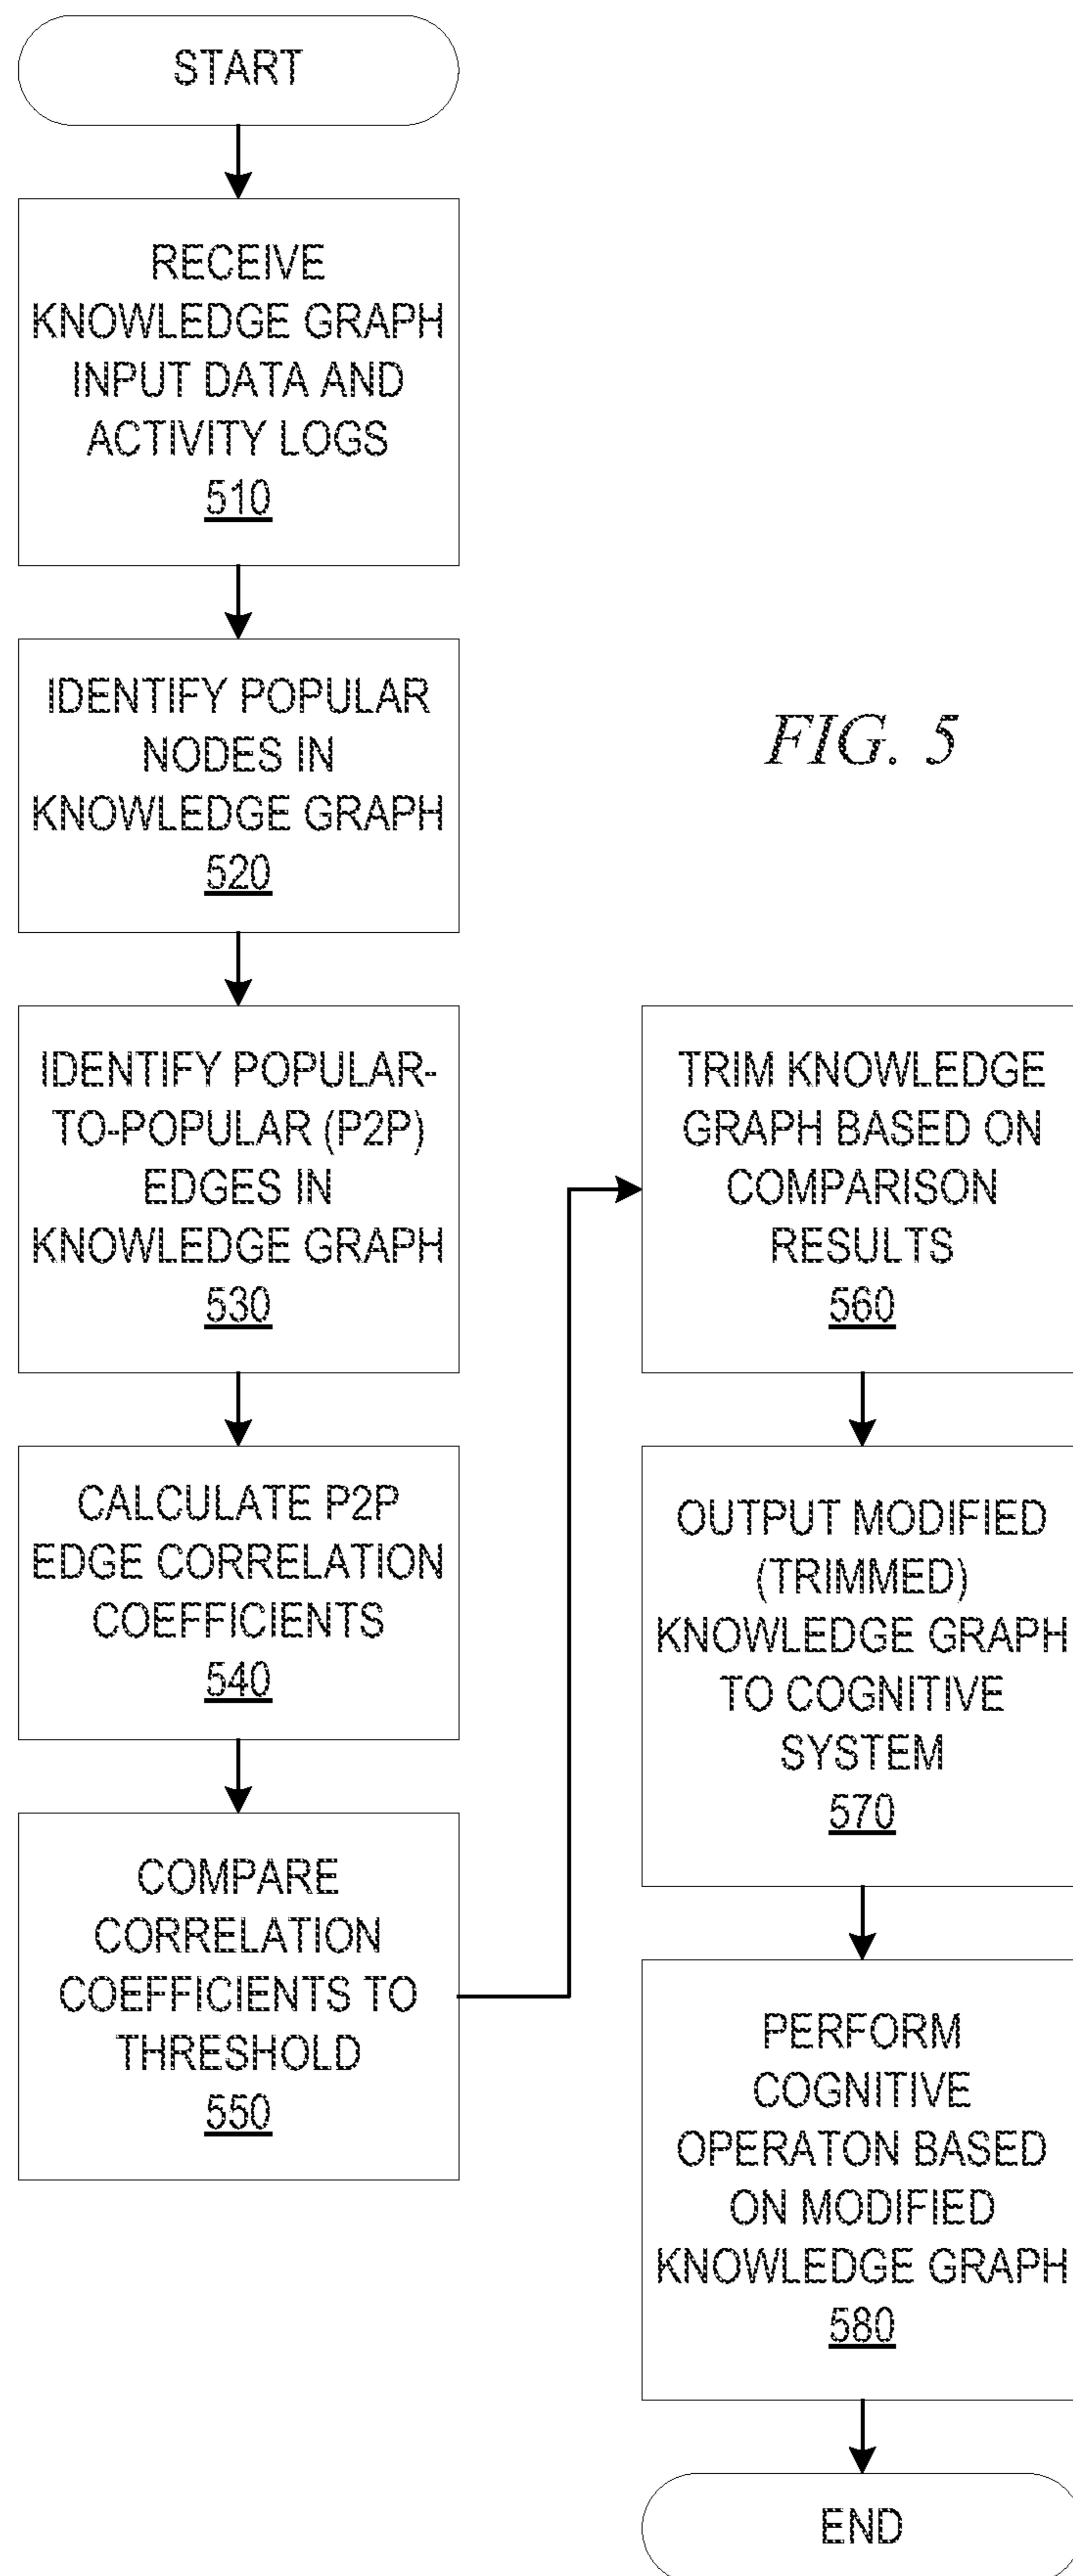 START
RECEIVE
KNOWLEDGE GRAPH
INPUT DATA AND
ACTIVITY LOGS
510
IDENTIFY POPULAR
NODES IN
KNOWLEDGE GRAPH
520
IDENTIFY POPULAR-
TO-POPULAR (P2P)
EDGES IN
KNOWLEDGE GRAPH
530
CALCULATE P2P
EDGE CORRELATION
COEFFICIENTS
540
COMPARE
CORRELATION
COEFFICIENTS TO
THRESHOLD
550
FIG. 5
TRIM KNOWLEDGE
GRAPH BASED ON
COMPARISON
RESULTS
560
OUTPUT MODIFIED
(TRIMMED)
KNOWLEDGE GRAPH
TO COGNITIVE
SYSTEM
570
PERFORM
COGNITIVE
OPERATON BASED
ON MODIFIED
KNOWLEDGE GRAPH
580
END